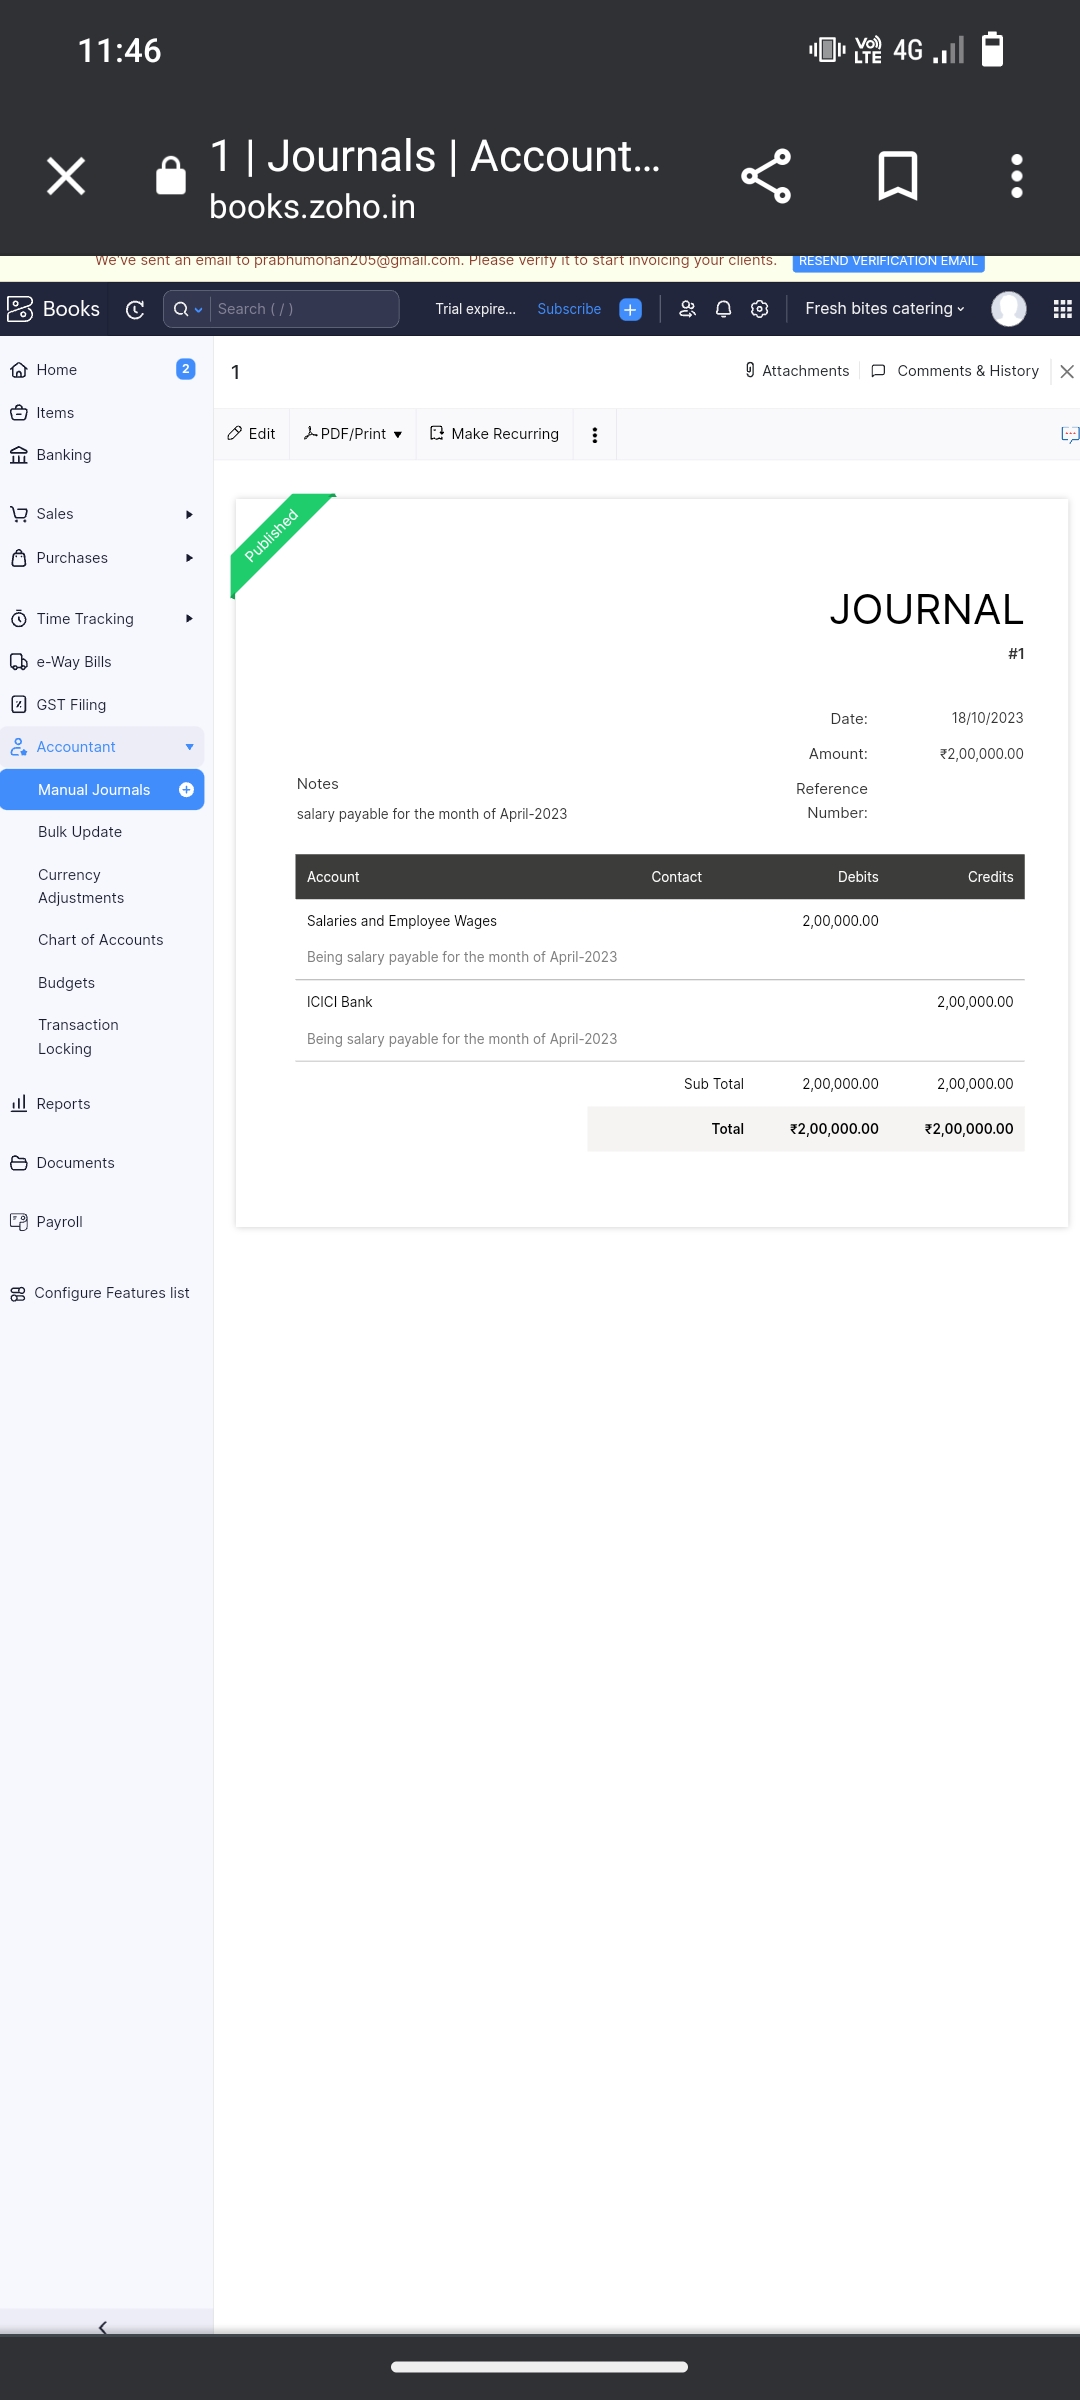 11:46
Vo)) LTE 4G
1 | Journals | Account...
books.zoho.in
We've sent an email to prabhumohan205@gmail.com. Please verify it to start invoicing your clients. RESEND VERIFICATION EMAIL
Books Search ( / ) Trial expire... Subscribe Fresh bites catering
Home 2
Items
Banking
Sales
Purchases
Time Tracking
e-Way Bills
GST Filing
Accountant
Manual Journals
Bulk Update
Currency
Adjustments
Chart of Accounts
Budgets
Transaction
Locking
Reports
Documents
Payroll
Configure Features list
1 Attachments Comments & History
Edit PDF/Print Make Recurring
Published
JOURNAL
#1
Date: 18/10/2023
Amount: ₹2,00,000.00
Reference
Number:
Notes
salary payable for the month of April-2023
Account Contact Debits Credits
Salaries and Employee Wages 2,00,000.00
Being salary payable for the month of April-2023
ICICI Bank 2,00,000.00
Being salary payable for the month of April-2023
Sub Total 2,00,000.00 2,00,000.00
Total ₹2,00,000.00 ₹2,00,000.00